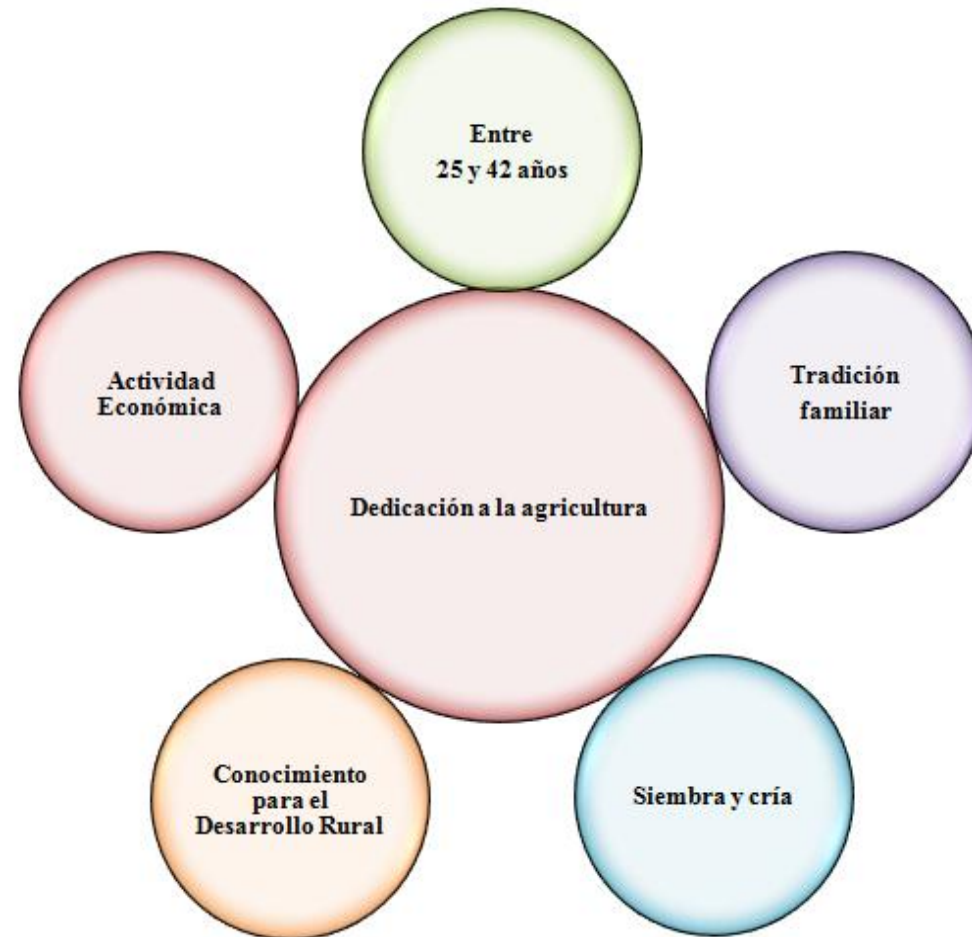 Entre
25 y 42 años
Tradición
familiar
Actividad
Económica
Dedicación a la agricultura
Conocimiento
para el
Desarrollo Rural
Siembra y cría